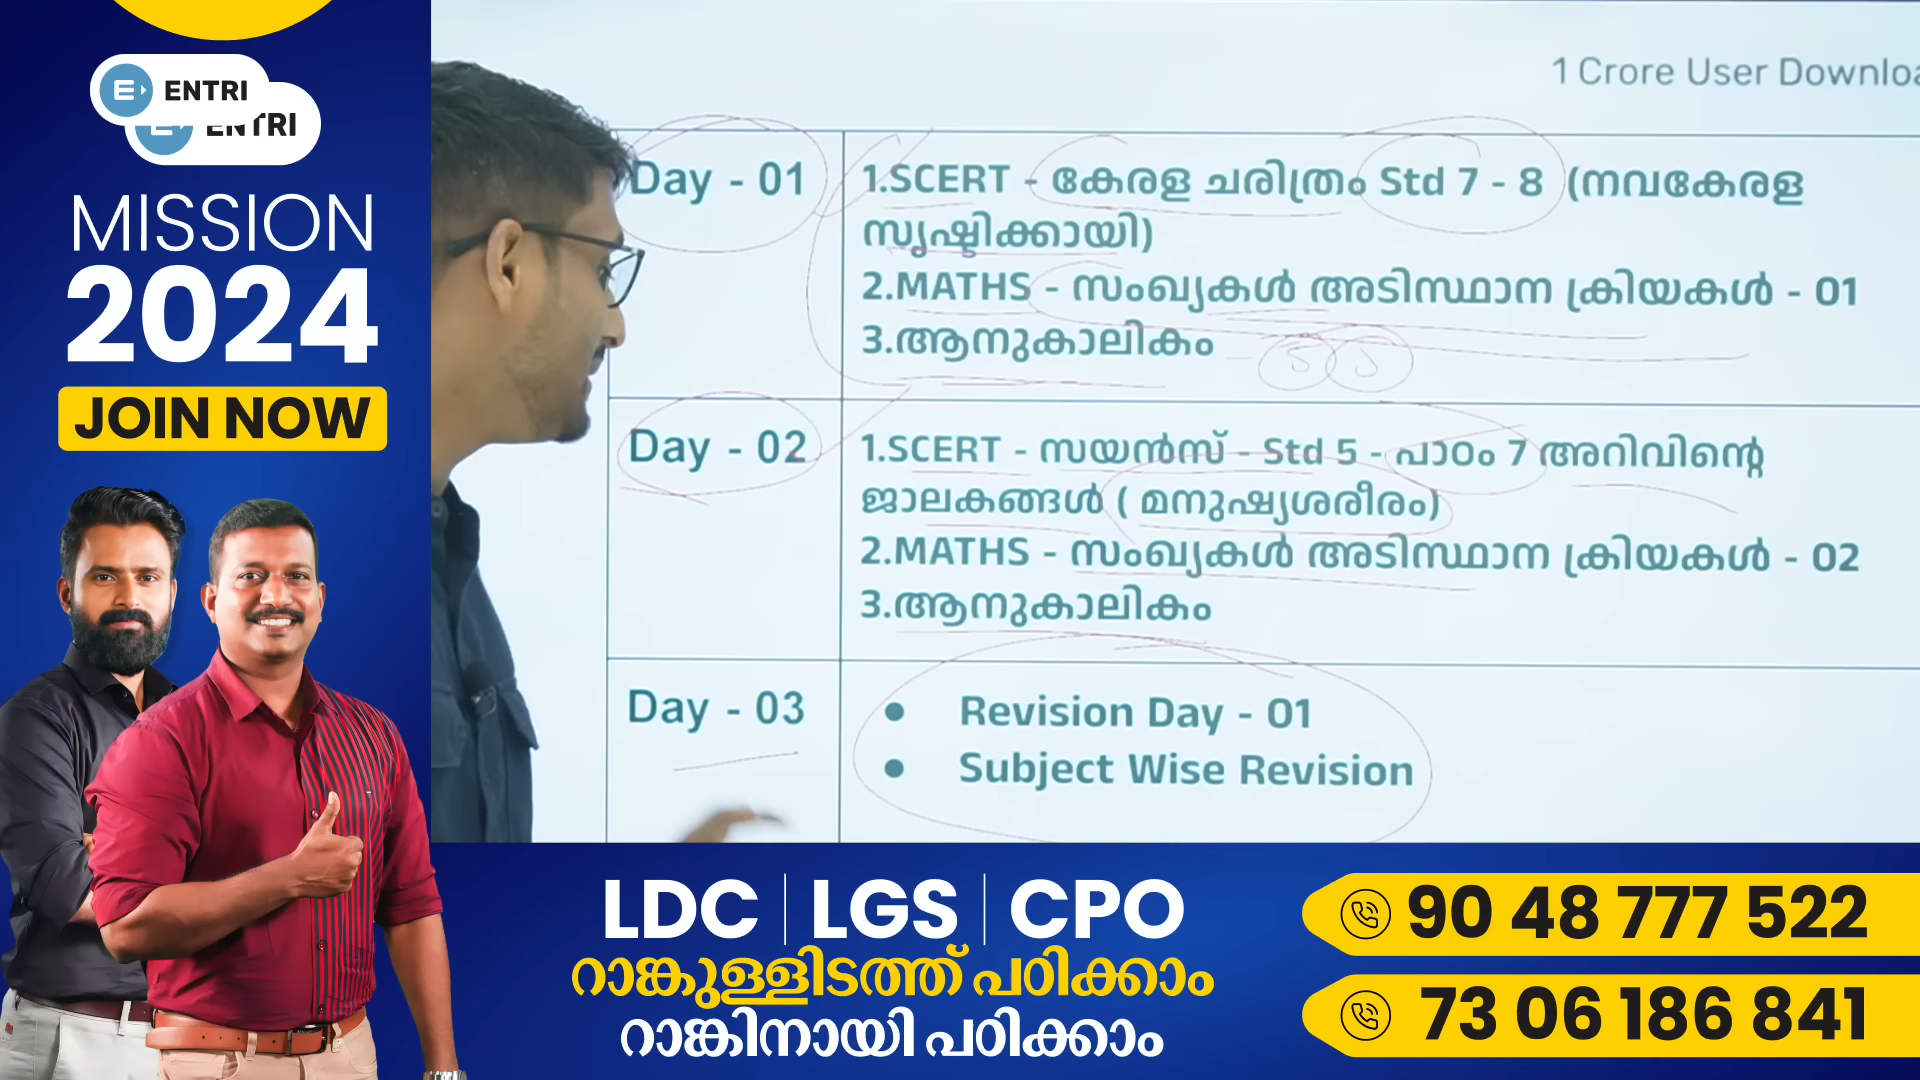 ENTRI
ENTRI
MISSION
2024
JOIN NOW
1 Crore User Downloa
Day - 01
1.SCERT - കേരള ചരിത്രം Std 7 - 8 (നവകേരള
സൃഷ്ടിക്കായി)
2.MATHS - സംഖ്യകൾ അടിസ്ഥാന ക്രിയകൾ - 01
3.ആനുകാലികം
Day - 02
1.SCERT - സയൻസ് - Std 5 - പാഠം 7 അറിവിന്റെ
ജാലകങ്ങൾ ( മനുഷ്യശരീരം)
2.MATHS - സംഖ്യകൾ അടിസ്ഥാന ക്രിയകൾ - 02
3.ആനുകാലികം
Day - 03
● Revision Day - 01
● Subject Wise Revision
LDC | LGS | CPO
റാങ്കുള്ളിടത്ത് പഠിക്കാം
റാങ്കിനായി പഠിക്കാം
90 48 777 522
73 06 186 841